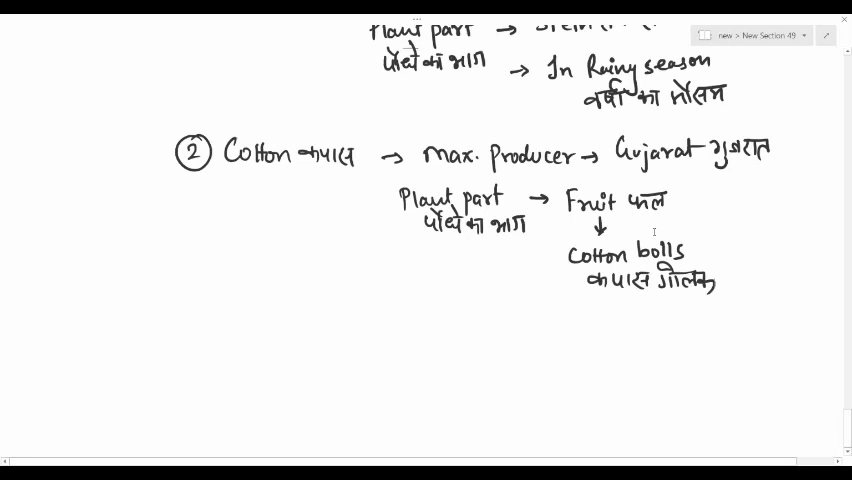 Plant part →
new > New Section 49
पौधे का भाग
→ In Rainy season
वर्षा का मौसम
② Cotton कपास → Max. Producer → Gujarat गुजरात
Plant part → Fruit फल
पौधे का भाग ↓
Cotton bolls
कपास गोलक